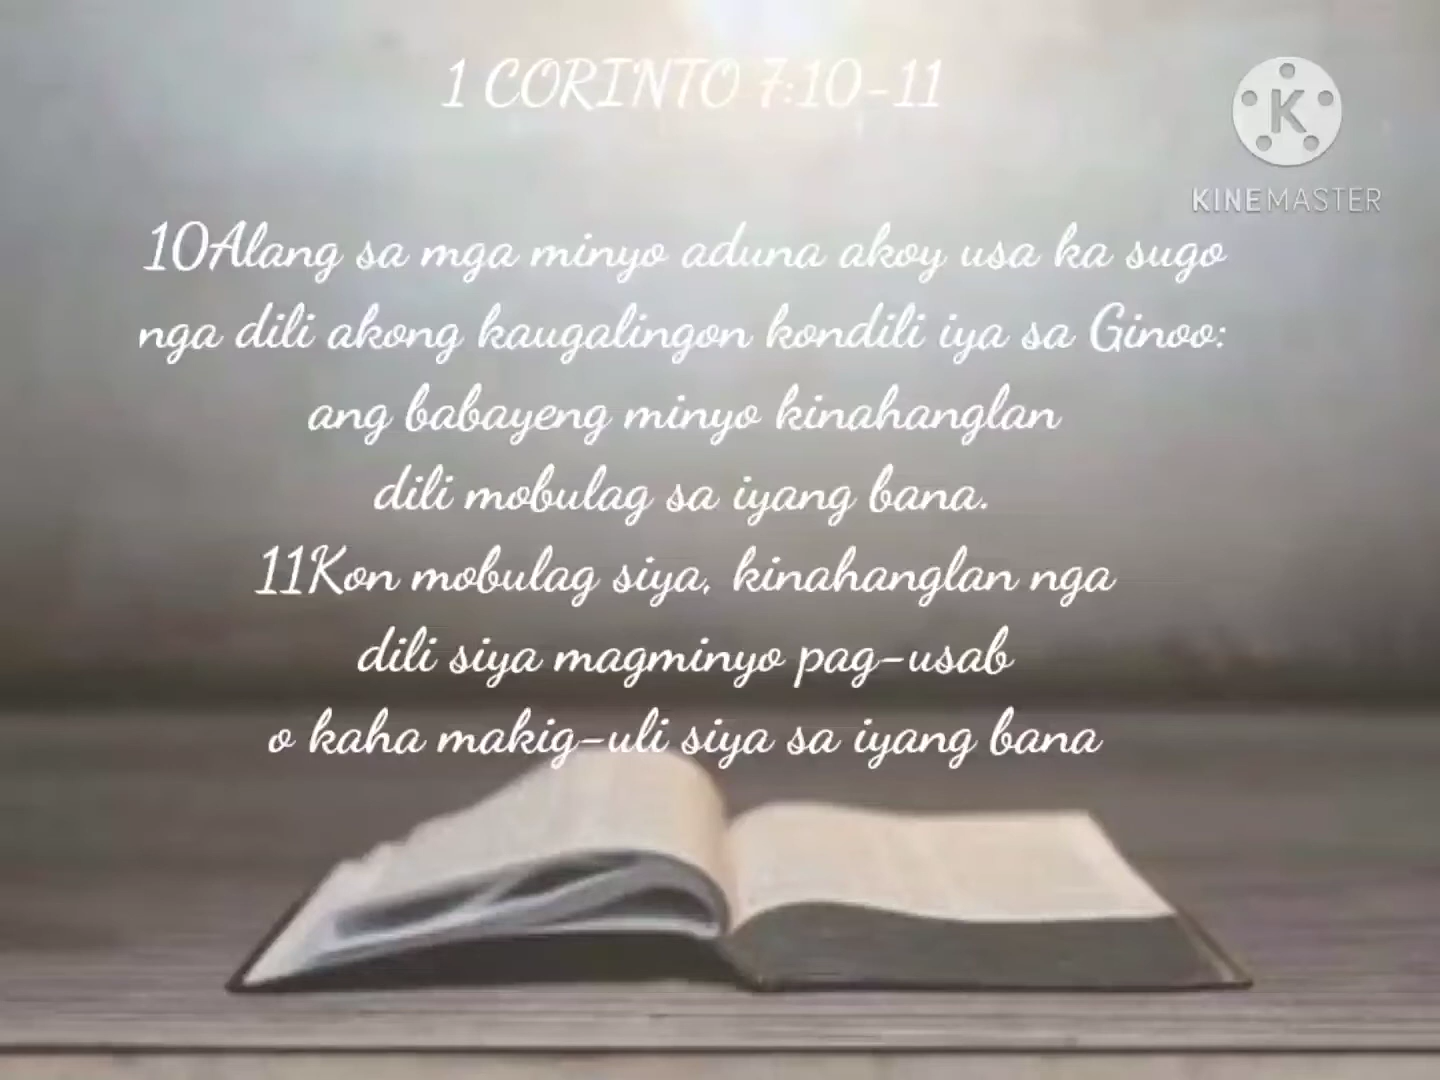 1 CORINTO 7:10-11
K
KINEMASTER
10Alang sa mga minyo aduna akoy usa ka sugo
nga dili akong kaugalingon kondili iya sa Ginoo:
ang babayeng minyo kinahanglan
dili mobulag sa iyang bana.
11Kon mobulag siya, kinahanglan nga
dili siya magminyo pag-usab
o kaha makig-uli siya sa iyang bana